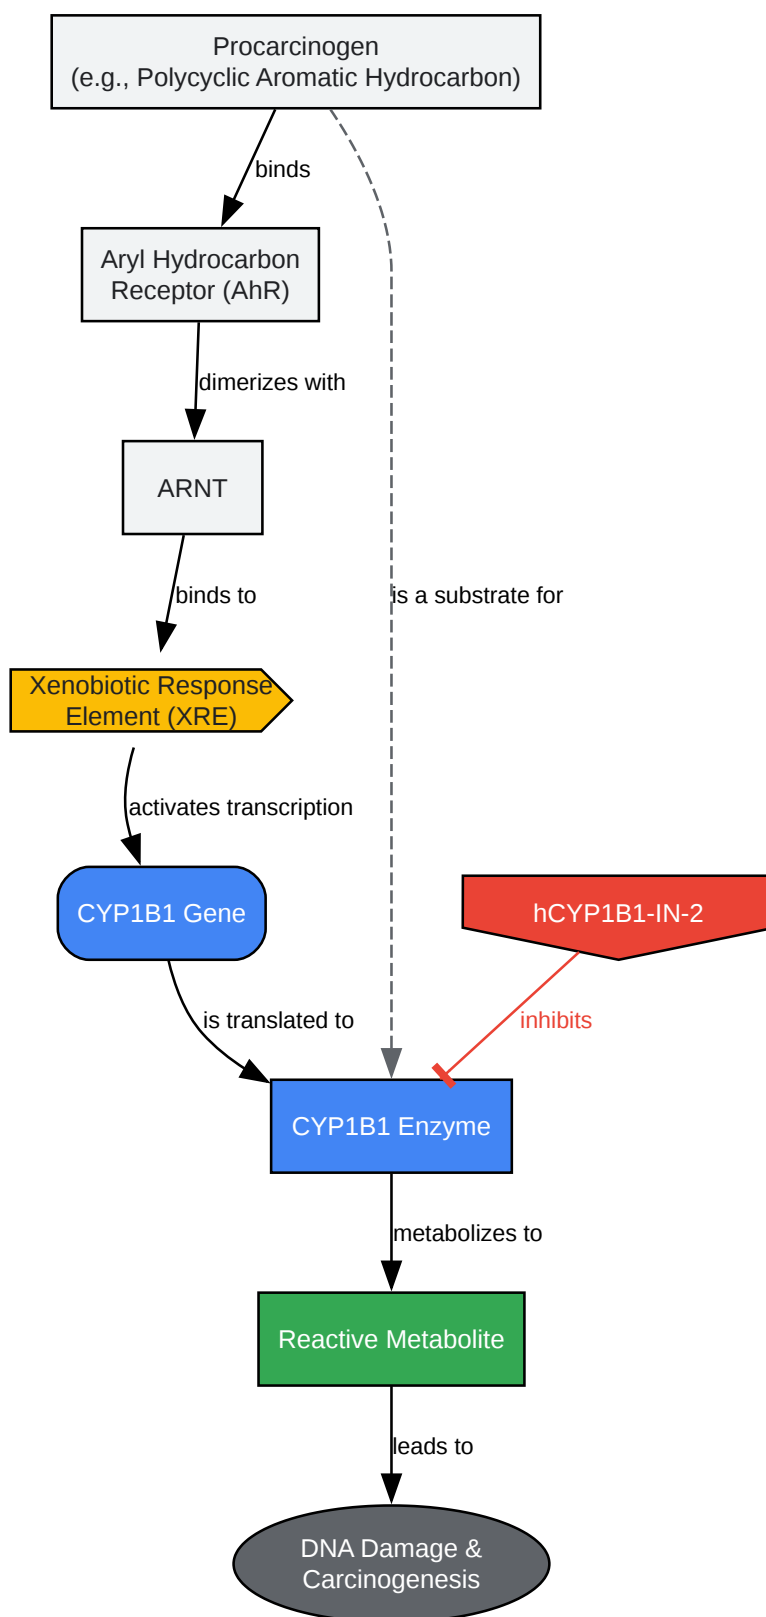 Procarcinogen
(e.g., Polycyclic Aromatic Hydrocarbon)
binds
Aryl Hydrocarbon
Receptor (AhR)
dimerizes with
ARNT
binds to
is a substrate for
Xenobiotic Response
Element (XRE)
activates transcription
CYP1B1 Gene
hCYP1B1-IN-2
is translated to
inhibits
CYP1B1 Enzyme
metabolizes to
Reactive Metabolite
leads to
DNA Damage &
Carcinogenesis